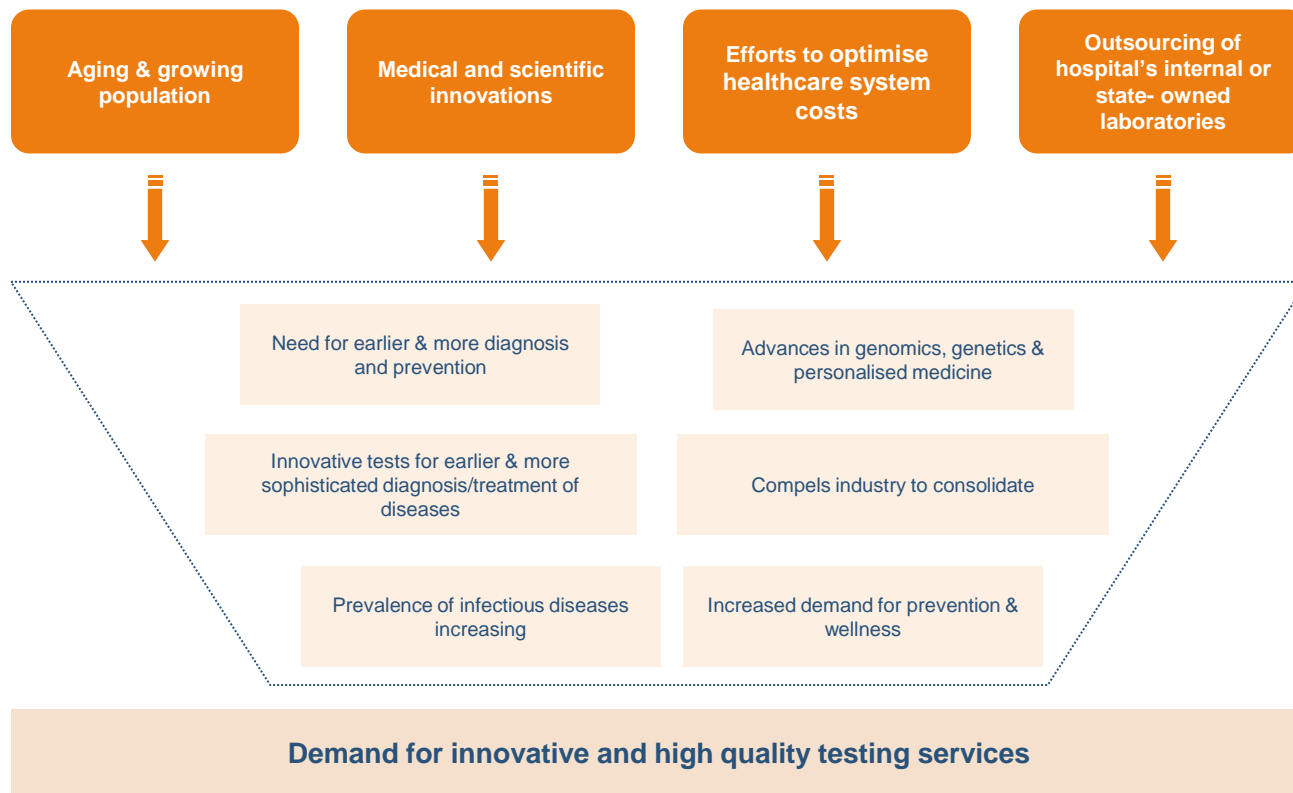 Aging & growing
population
Medical and scientific
innovations
Efforts to optimise
healthcare system
costs
Outsourcing of
hospital’s internal or
state- owned
laboratories
Need for earlier & more diagnosis
and prevention
Advances in genomics, genetics &
personalised medicine
Innovative tests for earlier & more
sophisticated diagnosis/treatment of
diseases
Compels industry to consolidate
Prevalence of infectious diseases
increasing
Increased demand for prevention &
wellness
Demand for innovative and high quality testing services